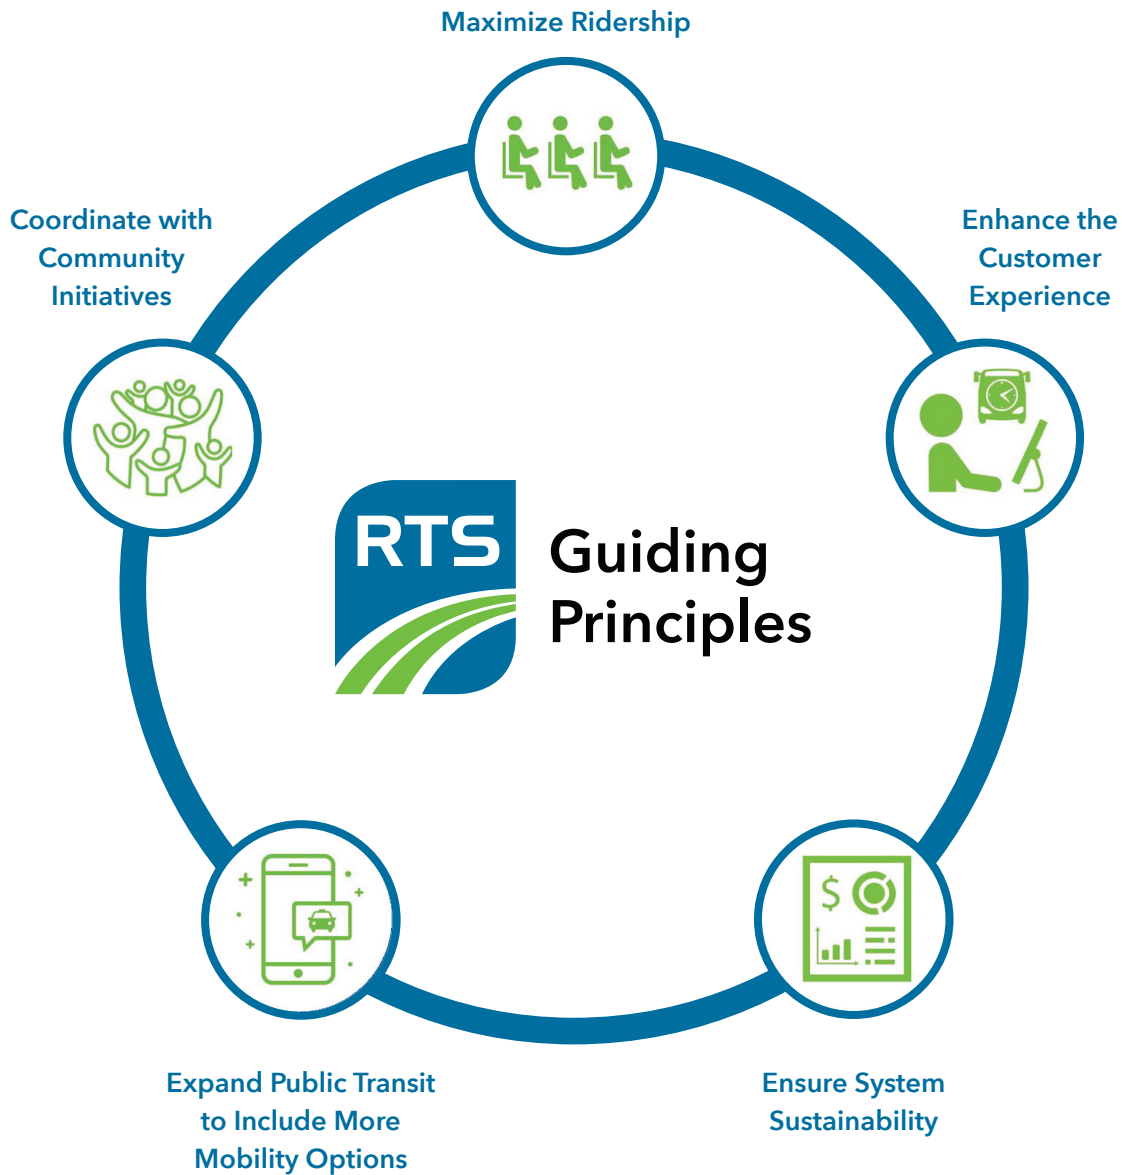 Maximize Ridership
Coordinate with
Community
Initiatives
Enhance the
Customer
Experience
RTS
Guiding
Principles
$
Expand Public Transit
to Include More
Mobility Options
Ensure System
Sustainability